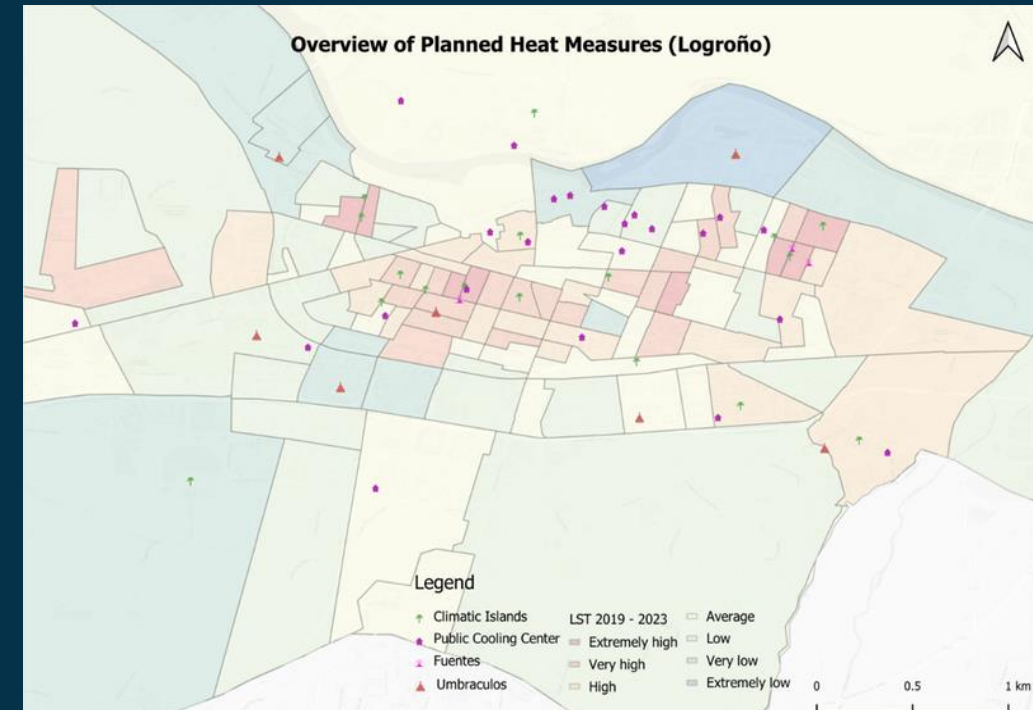 Overview of Planned Heat Measures (Logroño)
Legend
Climatic Islands
Public Cooling Center
Fuentes
Umbraculos
LST 2019 - 2023
Extremely high
Very high
High
Average
Low
Very low
Extremely low
0 0.5 1 km